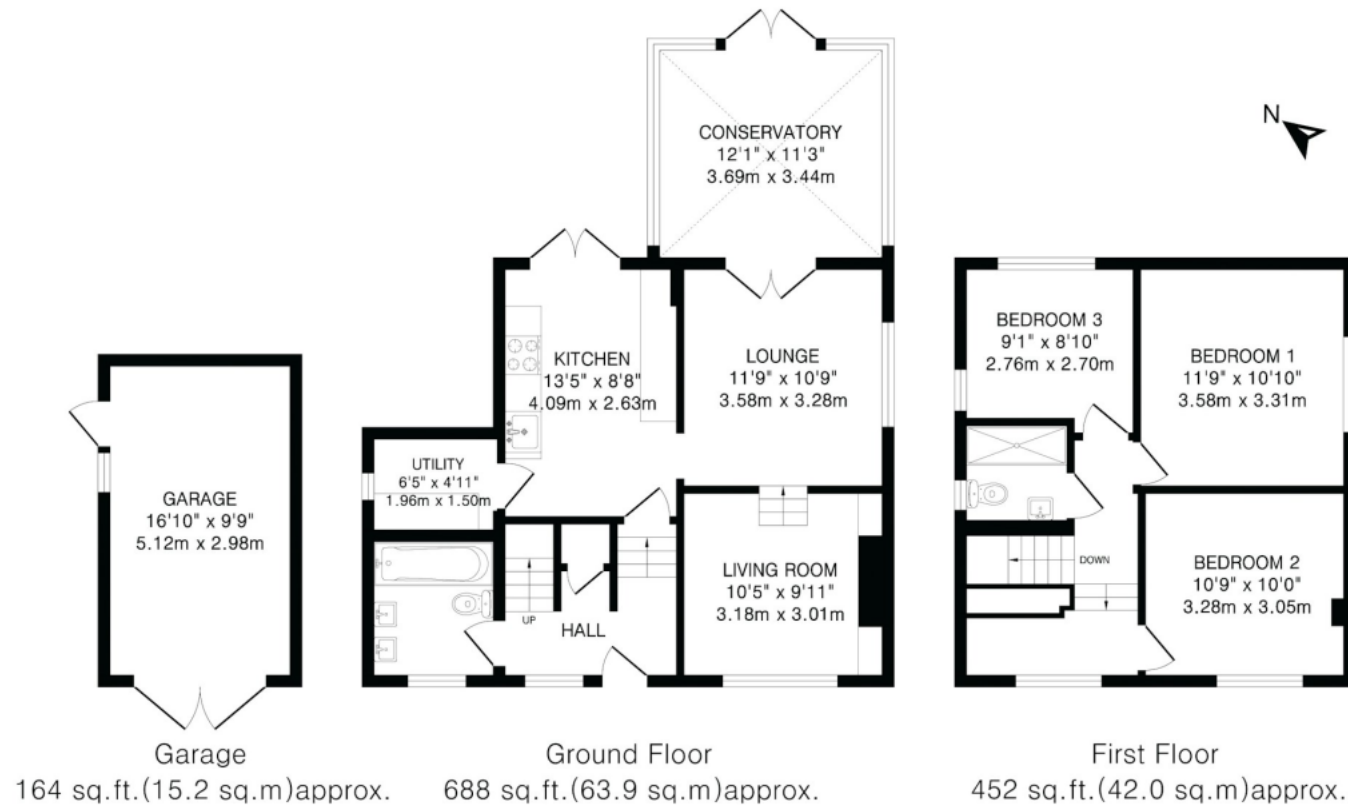 CONSERVATORY
12'1" x 11'3"
3.69m x 3.44m
N
KITCHEN
13'5" x 8'8"
4.09m x 2.63m
LOUNGE
11'9" x 10'9"
3.58m x 3.28m
BEDROOM 3
9'1" x 8'10"
2.76m x 2.70m
BEDROOM 1
11'9" x 10'10"
3.58m x 3.31m
GARAGE
16'10" x 9'9"
5.12m x 2.98m
UTILITY
6'5" x 4'11"
1.96m x 1.50m
LIVING ROOM
10'5" x 9'11"
3.18m x 3.01m
UP
HALL
DOWN
BEDROOM 2
10'9" x 10'0"
3.28m x 3.05m
Garage
164 sq.ft.(15.2 sq.m)approx.
Ground Floor
688 sq.ft.(63.9 sq.m)approx.
First Floor
452 sq.ft.(42.0 sq.m)approx.